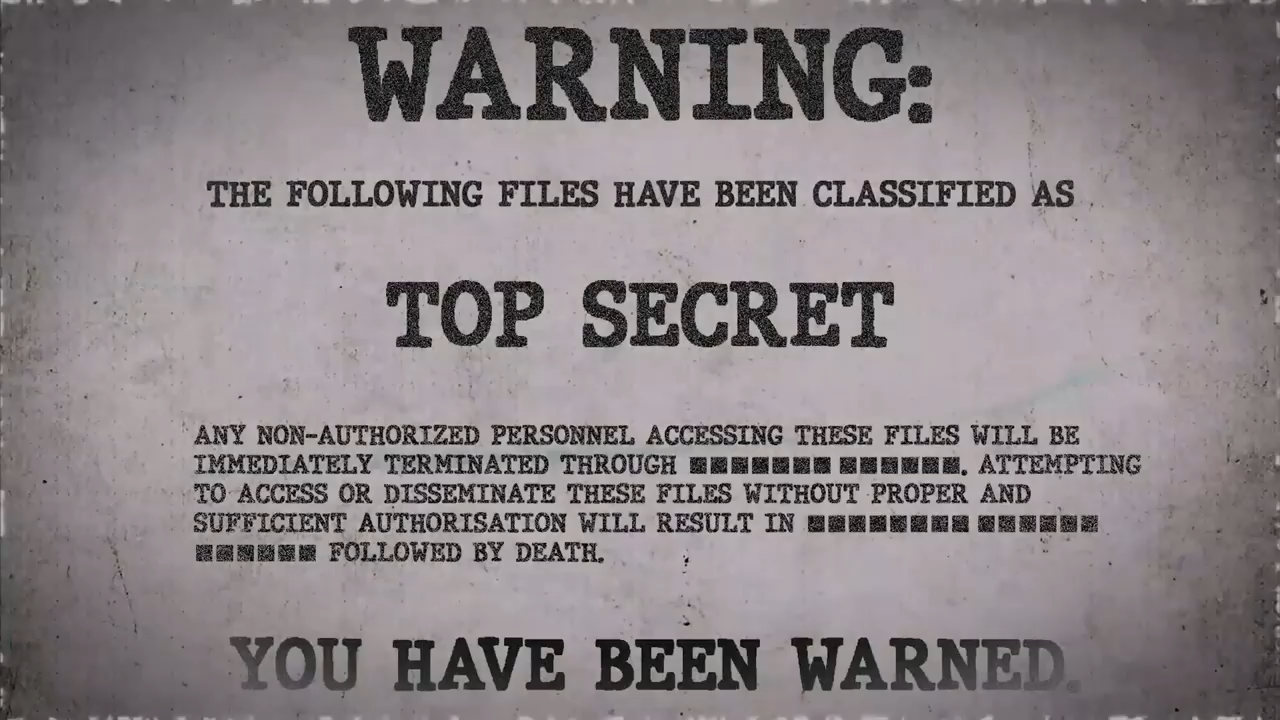 WARNING:
THE FOLLOWING FILES HAVE BEEN CLASSIFIED AS
TOP SECRET
ANY NON-AUTHORIZED PERSONNEL ACCESSING THESE FILES WILL BE
IMMEDIATELY TERMINATED THROUGH ■■■■■■■ ■■■■■■. ATTEMPTING
TO ACCESS OR DISSEMINATE THESE FILES WITHOUT PROPER AND
SUFFICIENT AUTHORISATION WILL RESULT IN ■■■■■■■■ ■■■■■■
■■■■■■ FOLLOWED BY DEATH.
YOU HAVE BEEN WARNED.